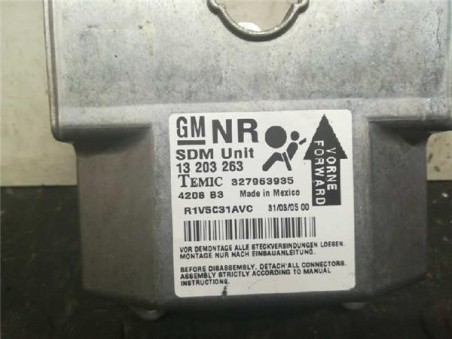 GM NR
SDM Unit
13 203 263
TEMIC 327963935
4208 B3 Made in Mexico
R1V5C31AVC 31/03/05 00
VORNE
FORWARD
VOR DEMONTAGE ALLE STECKVERBINDUNGEN LOESEN.
MONTAGE NUR NACH EINBAUANLEITUNG.
BEFORE DISASSEMBLY, DETACH ALL CONNECTORS.
ASSEMBLY STRICTLY ACCORDING TO MANUAL
INSTRUCTIONS.